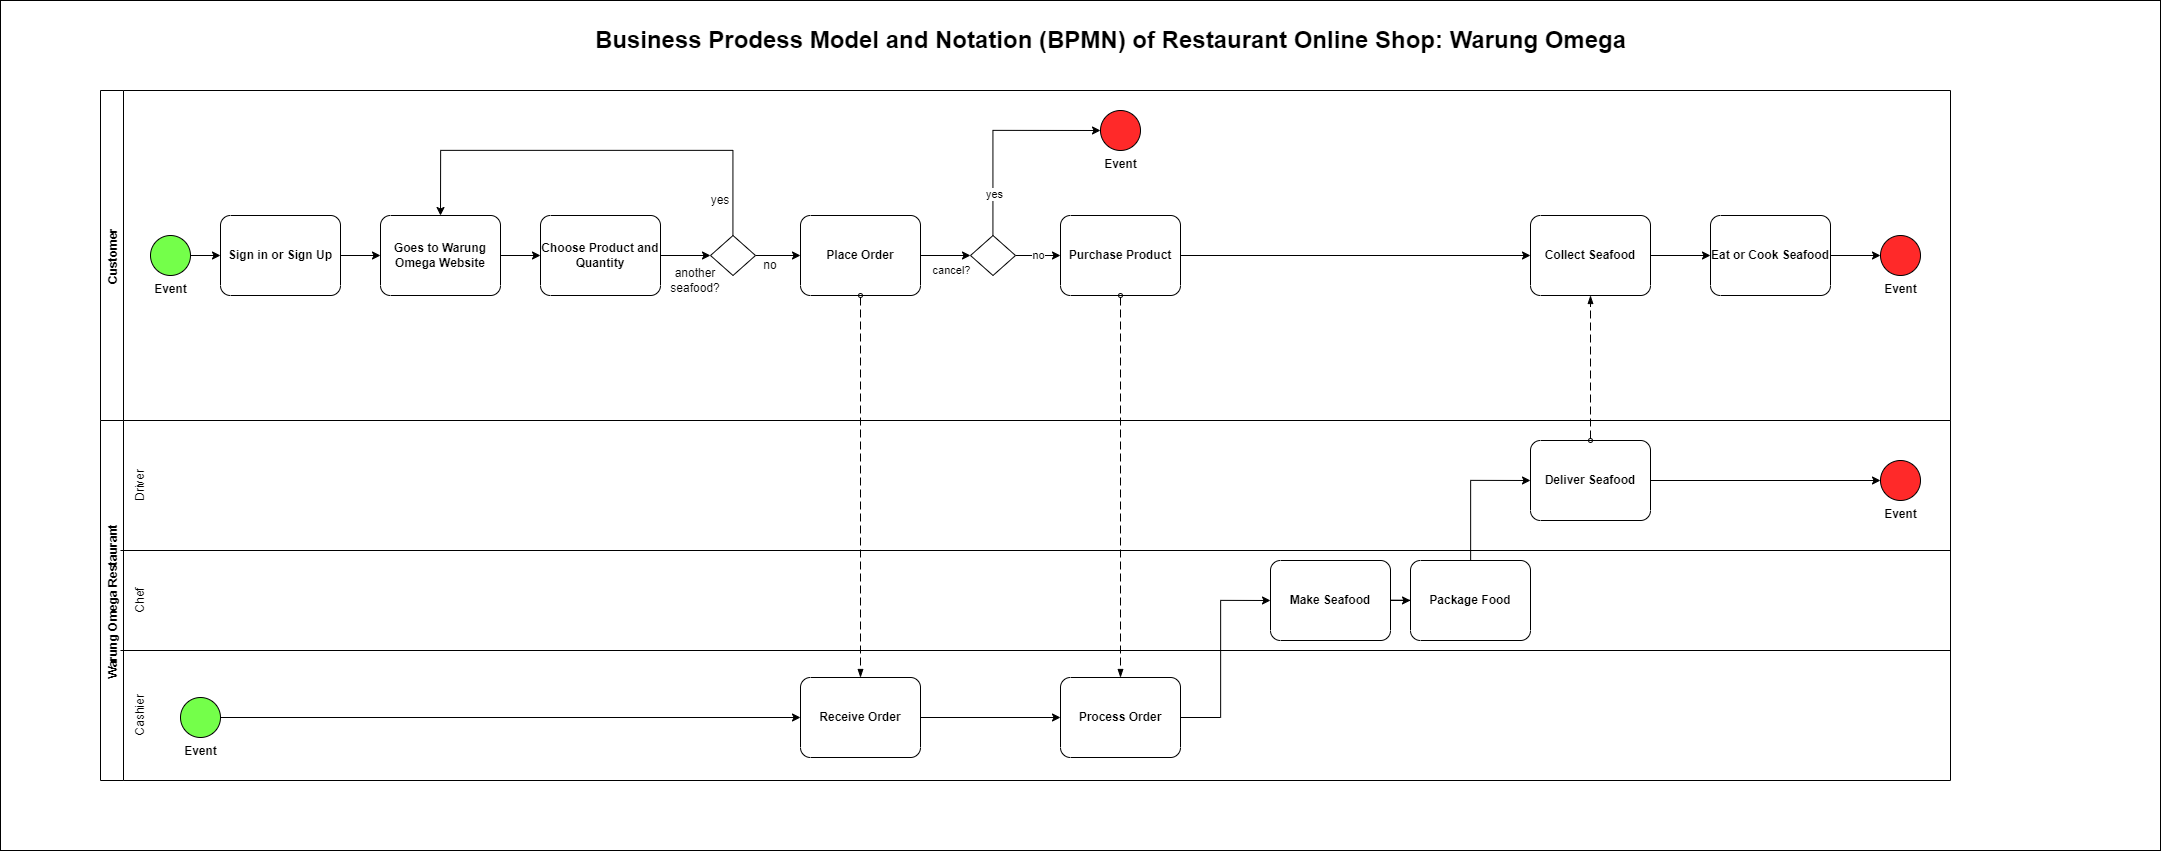 Business Prodess Model and Notation (BPMN) of Restaurant Online Shop: Warung Omega
Customer
Event
Sign in or Sign Up
Goes to Warung
Omega Website
Choose Product and
Quantity
another
seafood?
yes
no
Place Order
cancel?
yes
no
Event
Purchase Product
Collect Seafood
Eat or Cook Seafood
Event
Warung Omega Restaurant
Driver
Deliver Seafood
Event
Chef
Make Seafood
Package Food
Cashier
Event
Receive Order
Process Order